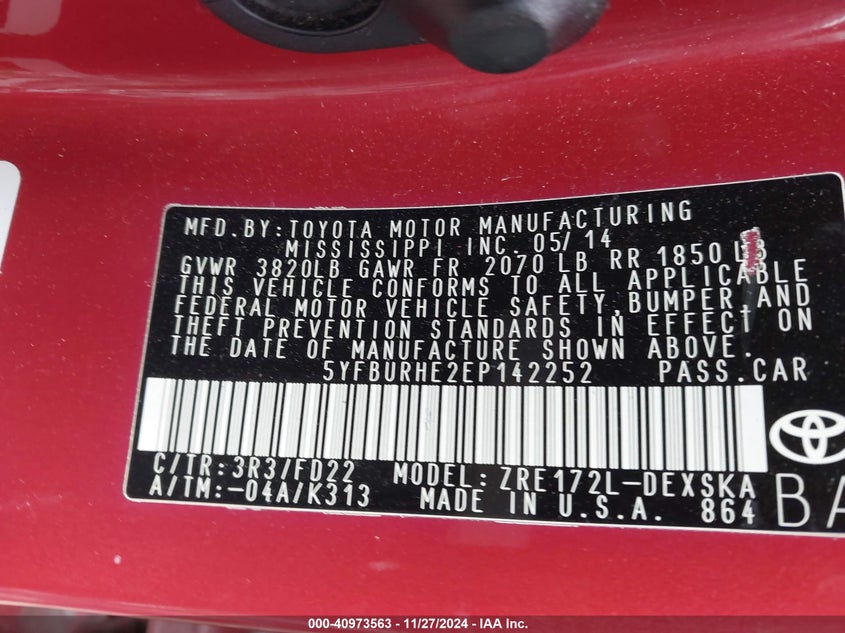 MFD.BY:TOYOTA MOTOR MANUFACTURING
MISSISSIPPI INC. 05/14
GVWR 3820LB GAWR FR 2070 LB RR 1850 LB
THIS VEHICLE CONFORMS TO ALL APPLICABLE
FEDERAL MOTOR VEHICLE SAFETY,BUMPER,AND
THEFT PREVENTION STANDARDS IN EFFECT ON
THE DATE OF MANUFACTURE SHOWN ABOVE.
5YFBURHE2EP142252 PASS.CAR
C/TR:3R3/FD22 MODEL:ZRE172L-DEXSKA
A/TM:-04A/K313 MADE IN U.S.A. 864
BA
000-40973563 - 11/27/2024 - IAA Inc.